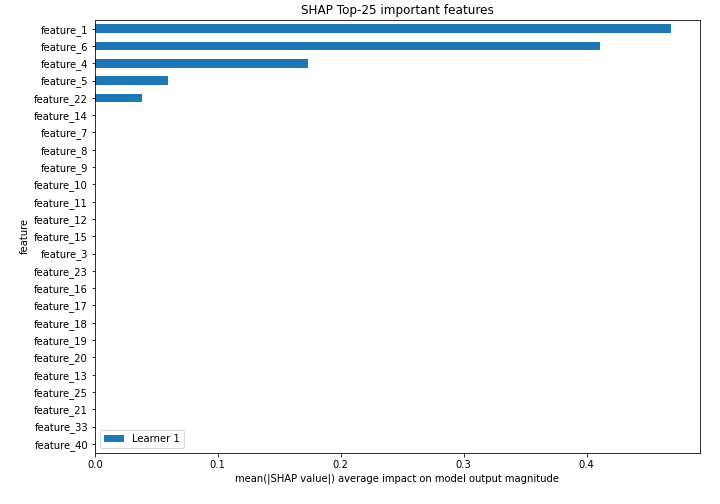 SHAP Top-25 important features
feature_1
feature_6
feature_4
feature_5
feature_22
feature_14
feature_7
feature_8
feature_9
feature_10
feature_11
feature_12
feature_15
feature_3
feature_23
feature_16
feature_17
feature_18
feature_19
feature_20
feature_13
feature_25
feature_21
feature_33
feature_40
feature
Learner 1
0.0 0.1 0.2 0.3 0.4
mean(|SHAP value|) average impact on model output magnitude